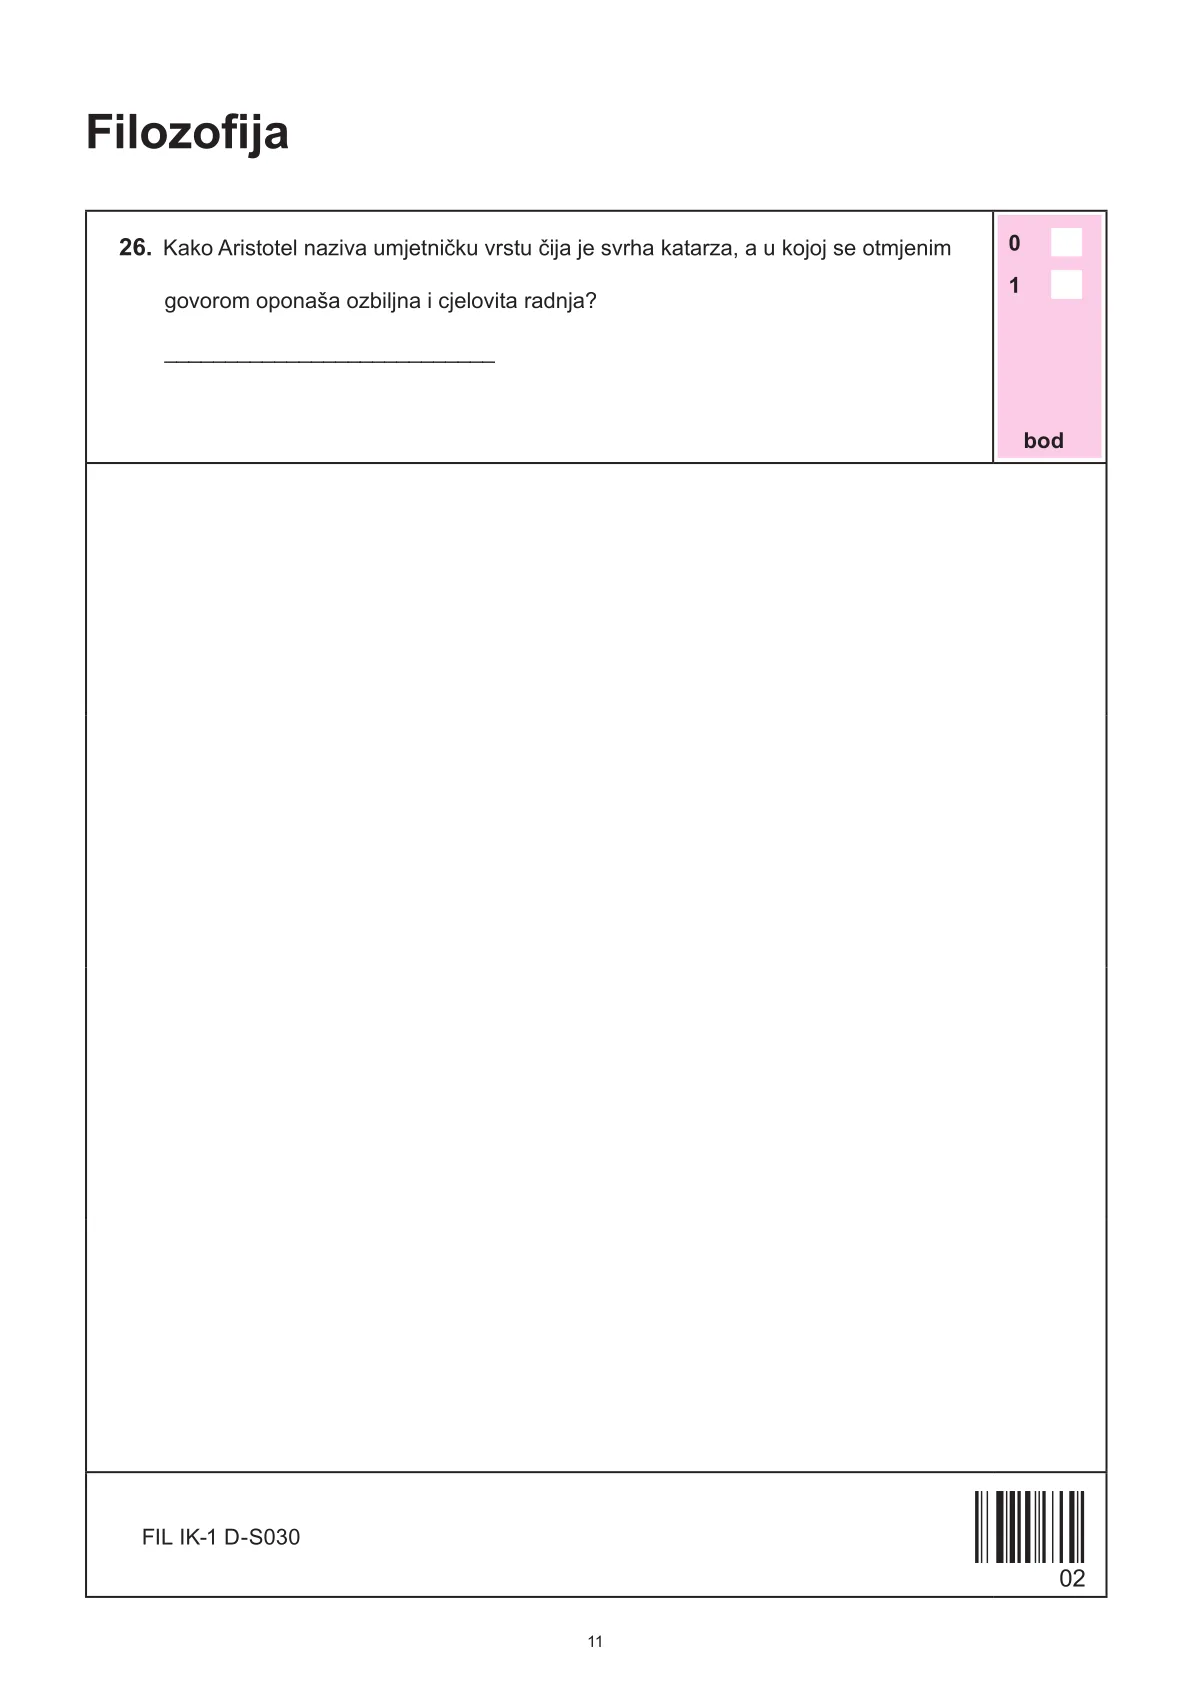 Filozofija
26. Kako Aristotel naziva umjetničku vrstu čija je svrha katarza, a u kojoj se otmjenim
govorom oponaša ozbiljna i cjelovita radnja?
___________________________
0
1
bod
FIL IK-1 D-S030
02
11